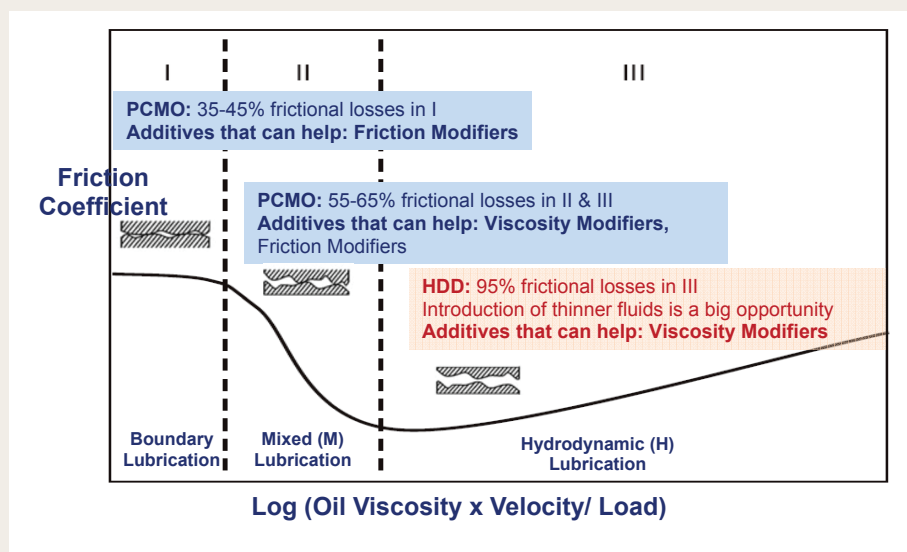 I
II
III
PCMO: 35-45% frictional losses in I
Additives that can help: Friction Modifiers
Friction
Coefficient
PCMO: 55-65% frictional losses in II & III
Additives that can help: Viscosity Modifiers,
Friction Modifiers
HDD: 95% frictional losses in III
Introduction of thinner fluids is a big opportunity
Additives that can help: Viscosity Modifiers
Boundary
Lubrication
Mixed (M)
Lubrication
Hydrodynamic (H)
Lubrication
Log (Oil Viscosity x Velocity/ Load)